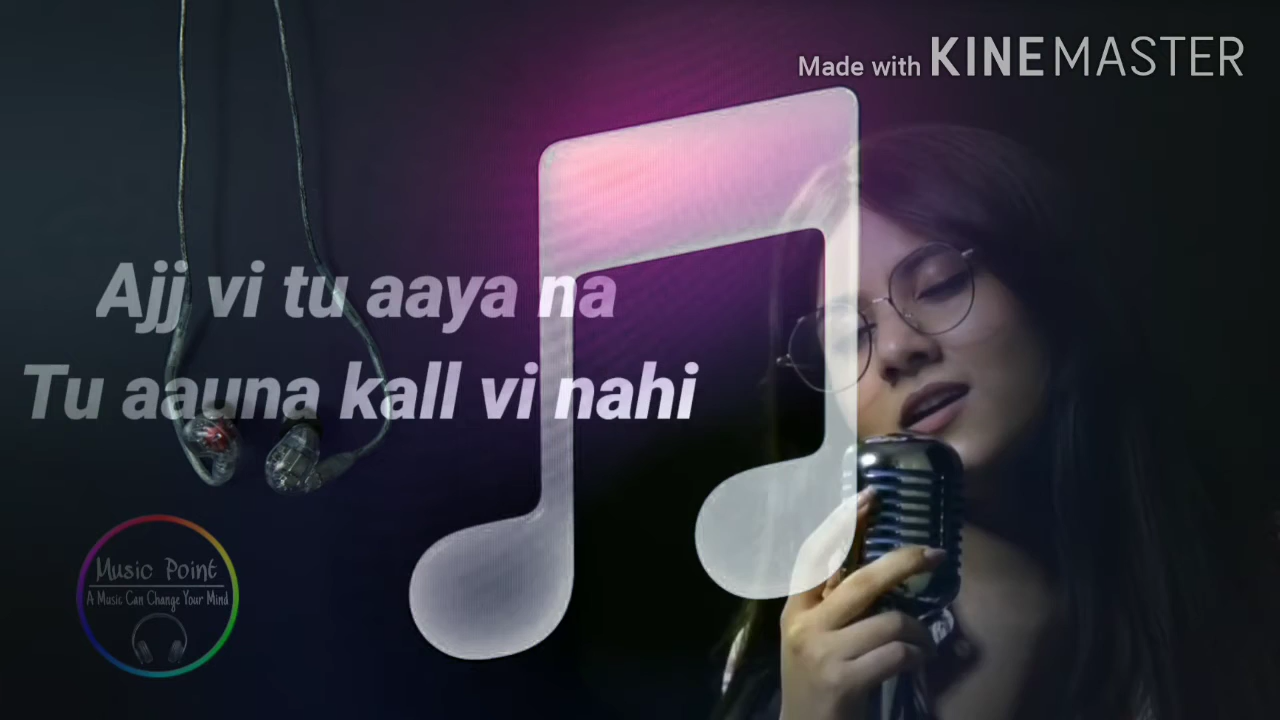 Made with KINEMASTER
Ajj vi tu aaya na
Tu aauna kall vi nahi
Music Point
A Music Can Change Your Mind